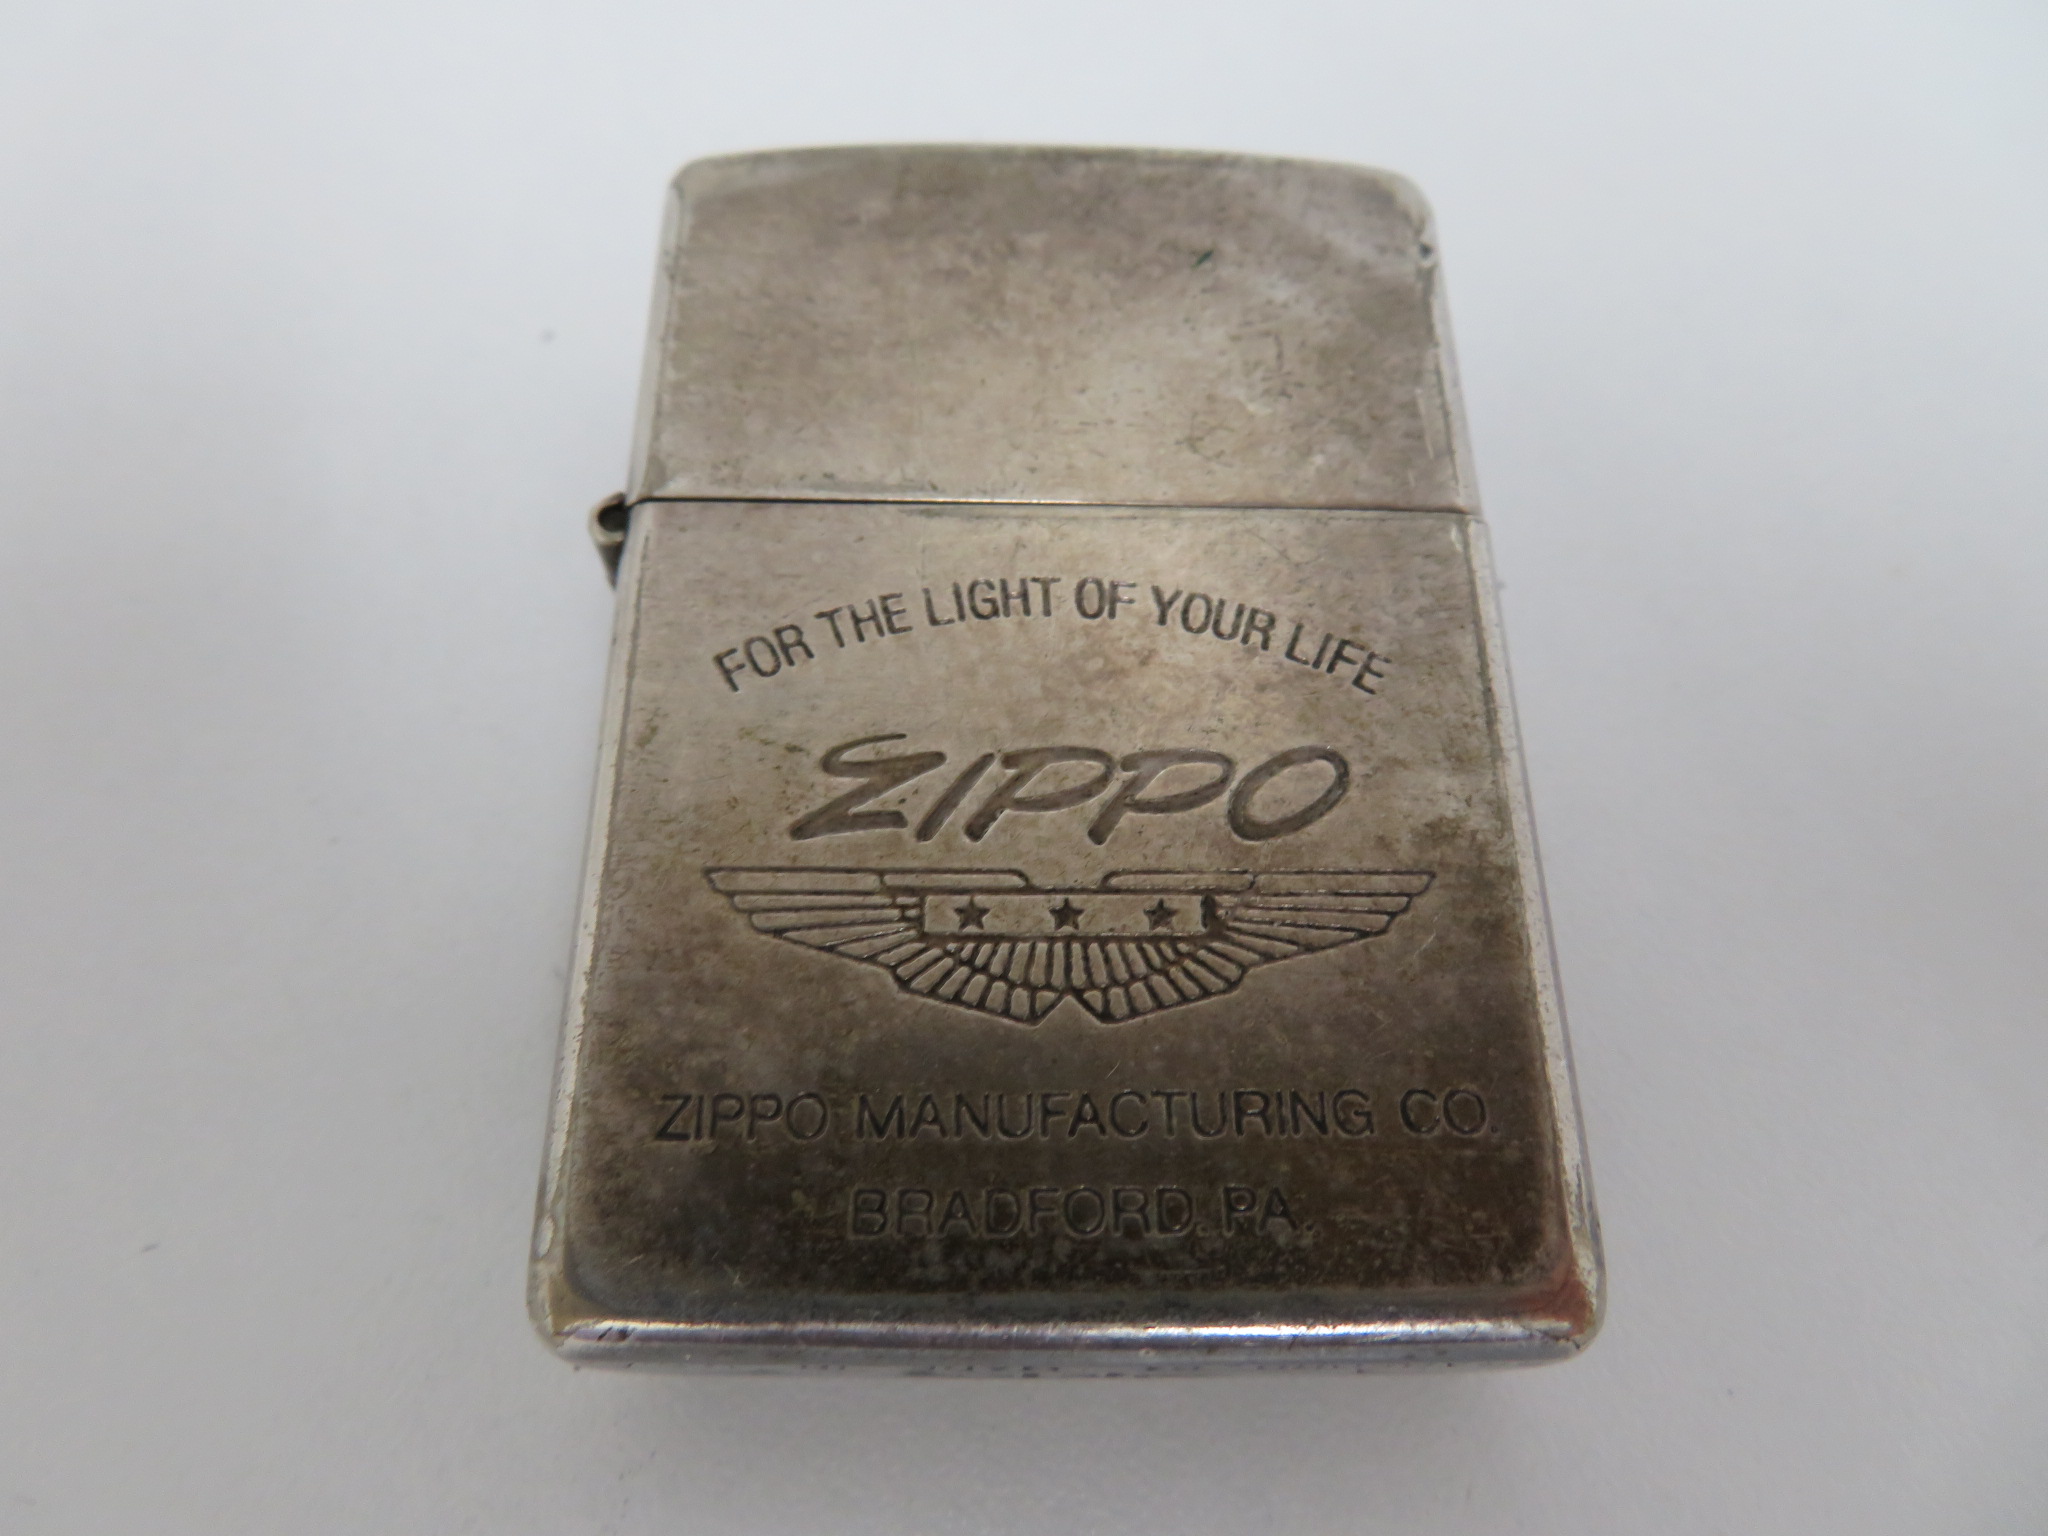 FOR THE LIGHT OF YOUR LIFE
ZIPPO
ZIPPO MANUFACTURING CO.
BRADFORD. PA.